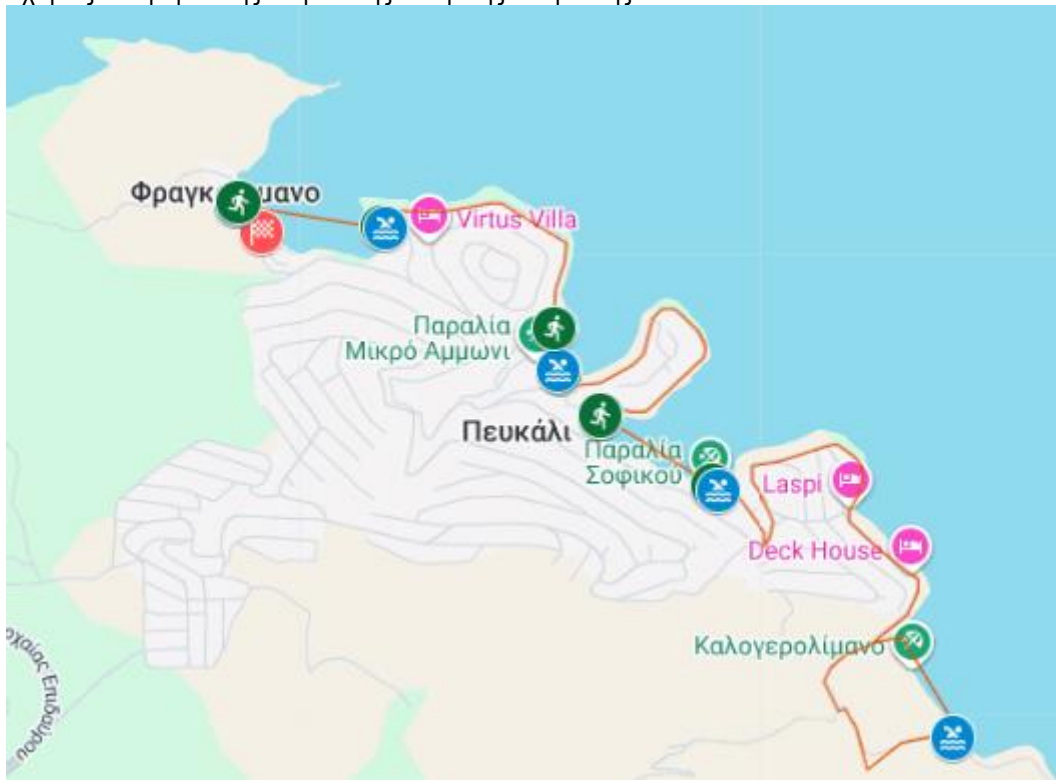 Φραγκ
μανο
Virtus Villa
Παραλία
Μικρό Αμμωνι
Πευκάλι
Παραλία
Σοφικού
Laspi
Deck House
Καλογερολίμανο
Επιδαύρου